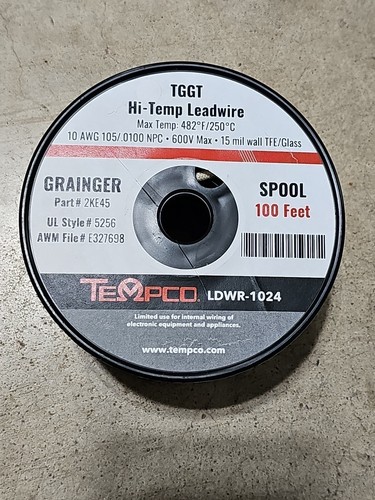 TGGT
Hi-Temp Leadwire
Max Temp: 482°F/250°C
10 AWG 105/.0100 NPC • 600V Max • 15 mil wall TFE/Glass
GRAINGER
Part# 2KE45
UL Style# 5256
AWM File# E327698
SPOOL
100 Feet
TEMPCO. LDWR-1024
Limited use for internal wiring of
electronic equipment and appliances.
www.tempco.com